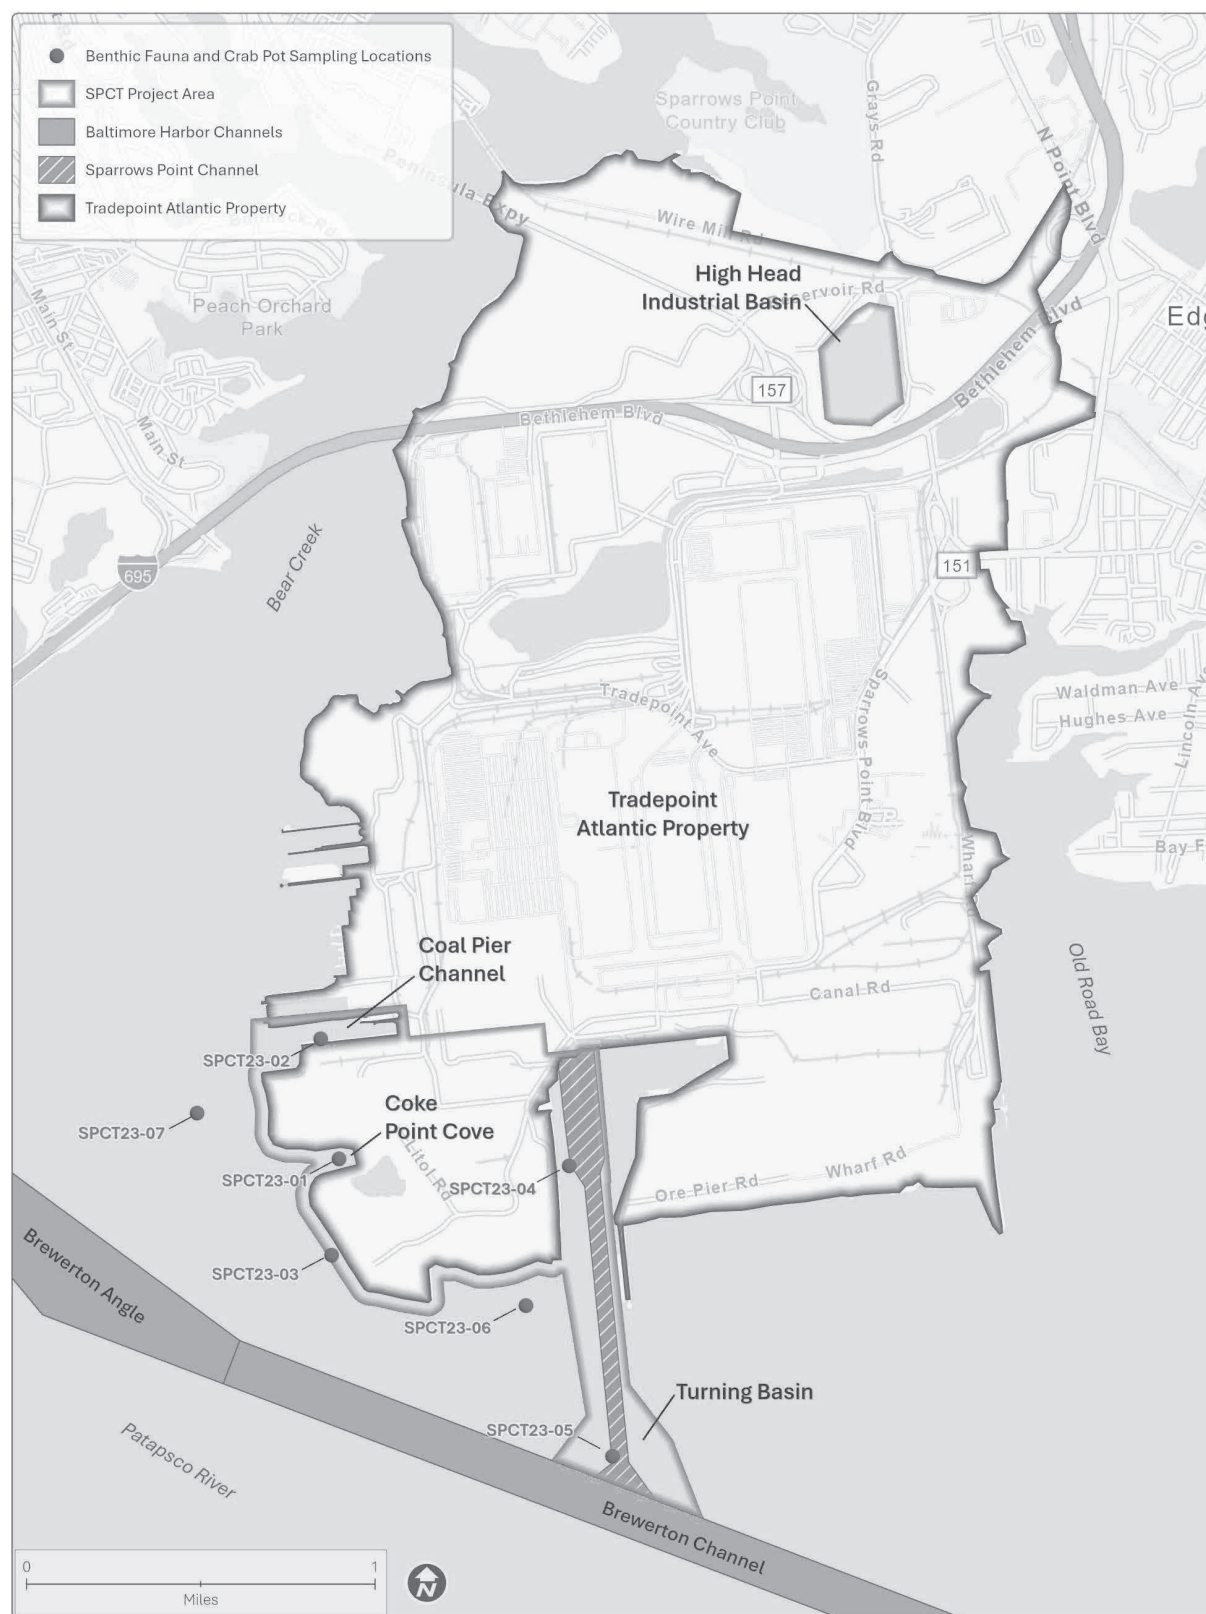 Benthic Fauna and Crab Pot Sampling Locations
SPCT Project Area
Baltimore Harbor Channels
Sparrows Point Channel
Tradepoint Atlantic Property
Sparrows Point
Country Club
Grays Rd
N Point Blvd
Peninsula Expy
Wire Mill Rd
High Head
Industrial Basin
Reservoir Rd
Peach Orchard
Park
Main St
Main St
Edg
157
Bethlehem Blvd
Bethlehem Blvd
695
Bear Creek
151
Waldman Ave
Hughes Ave
Lincoln Ave
Bay F
Tradepoint Ave
Sparrows Point Blvd
Tradepoint
Atlantic Property
Wharf
Coal Pier
Channel
Canal Rd
Old Road Bay
SPCT23-02
Coke
Point Cove
SPCT23-07
SPCT23-01
Litol Rd
SPCT23-04
Ore Pier Rd
Wharf Rd
SPCT23-03
Brewerton Angle
SPCT23-06
Turning Basin
SPCT23-05
Patapsco River
Brewerton Channel
0
1
Miles
N